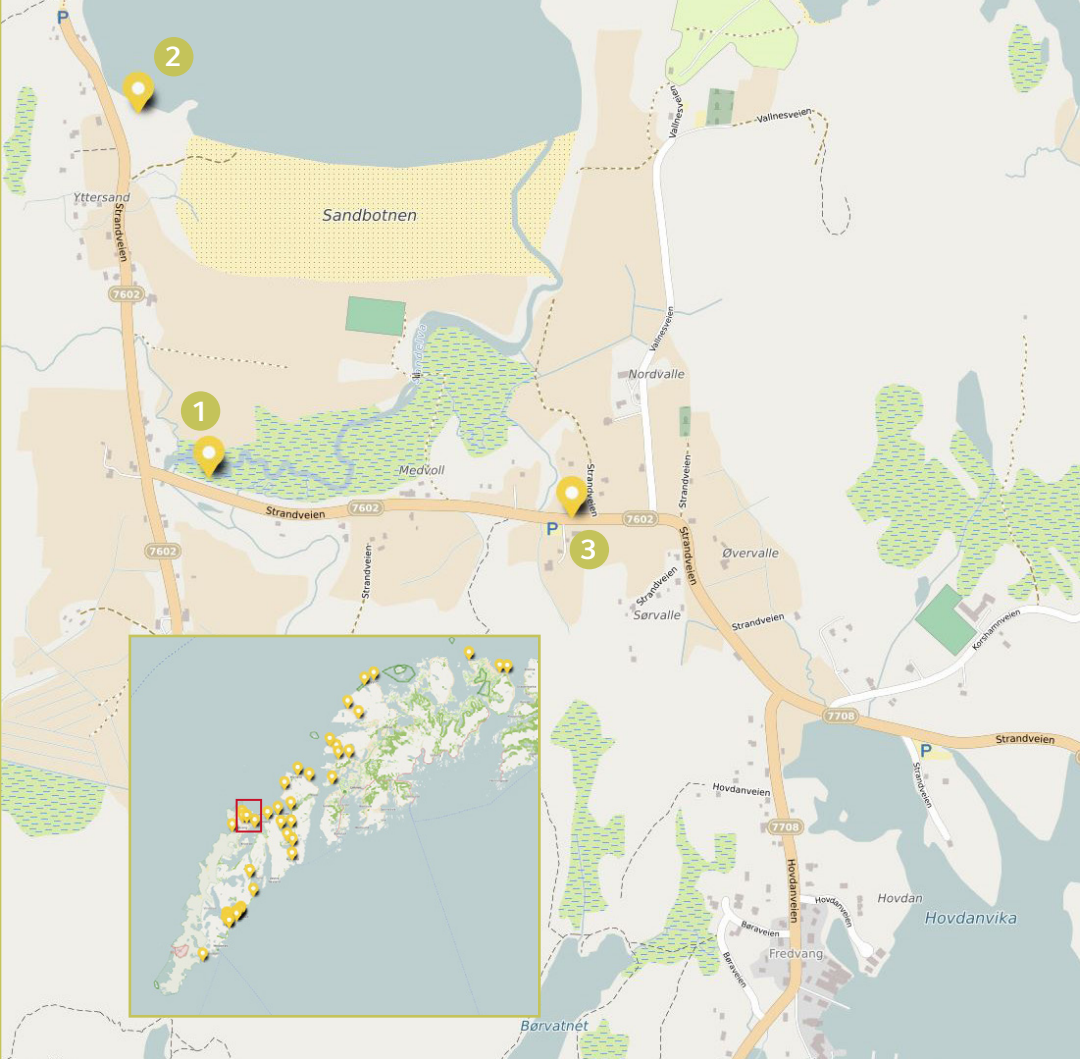 P
2
Vallnesveien
Vallnesveien
Yttersand
Sandbotnen
Strandveien
7602
Vallnesveien
Strandelva
Nordvalle
1
Medvoll
Strandveien
Strandveien
7602
Strandveien
7602
Strandveien
P
3
7602
Strandveien
Øvervalle
Strandveien
Strandveien
Sørvalle
Strandveien
Korshamnveien
7708
P
Strandveien
Strandveien
Hovdanveien
7708
Hovdanveien
Hovdanveien
Hovdan
Hovdanvika
Børaveien
Fredvang
Børaveien
Børvatnet